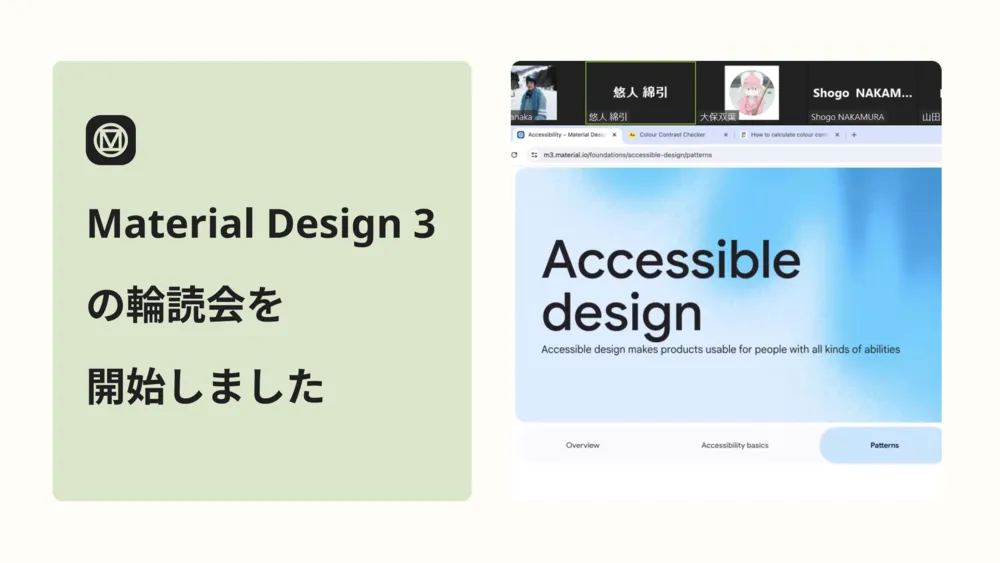 Material Design 3
の輪読会を
開始しました
anaka
悠人 綿引
悠人 綿引
大保双葉
Shogo NAKAM...
Shogo NAKAMURA
山田
Accessibility – Material Desig
Colour Contrast Checker
How to calculate colour cont
m3.material.io/foundations/accessible-design/patterns
Accessible
design
Accessible design makes products usable for people with all kinds of abilities
Overview
Accessibility basics
Patterns